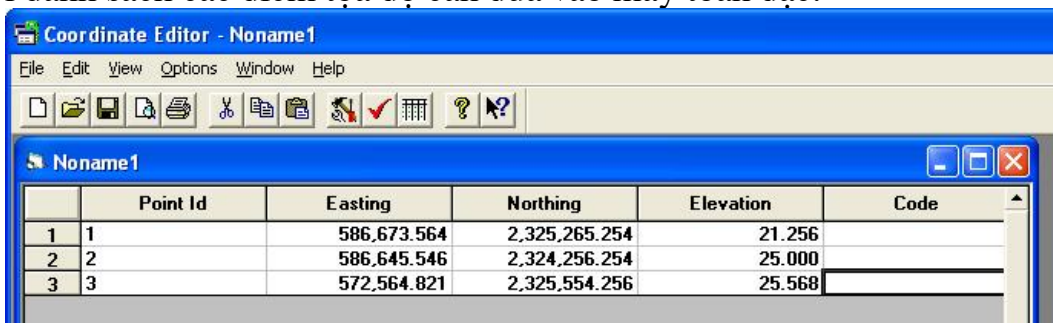 Coordinate Editor - Noname1
File Edit View Options Window Help
Noname1
Point Id Easting Northing Elevation Code
1 1 586,673.564 2,325,265.254 21.256
2 2 586,645.546 2,324,256.254 25.000
3 3 572,564.821 2,325,554.256 25.568